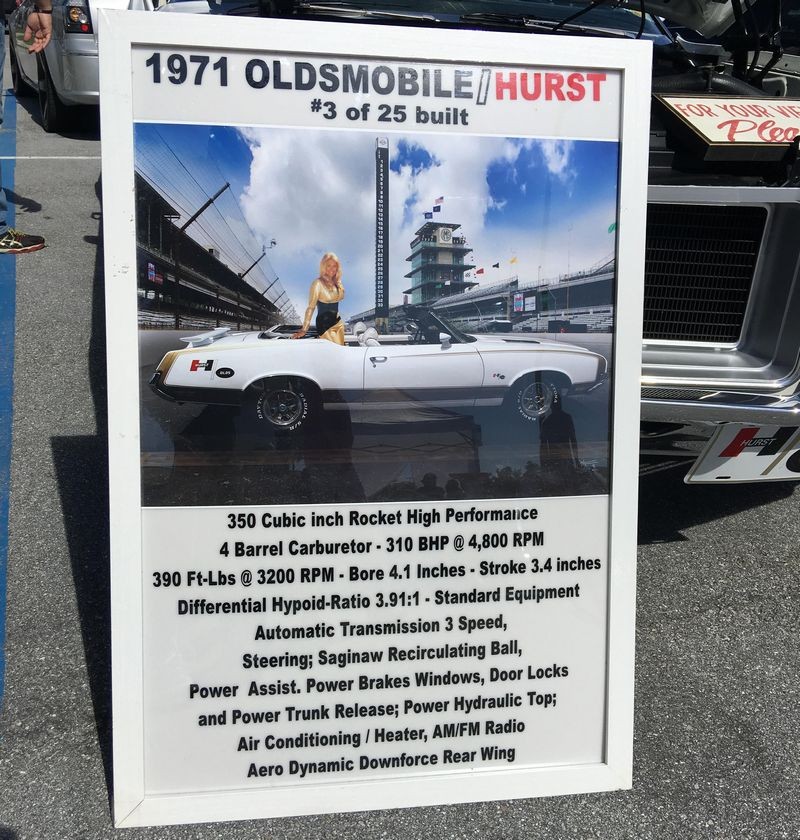 1971 OLDSMOBILE/HURST
#3 of 25 built
FOR YOUR
HURST
OLDS
350 Cubic inch Rocket High Performance
4 Barrel Carburetor - 310 BHP @ 4,800 RPM
390 Ft-Lbs @ 3200 RPM - Bore 4.1 Inches - Stroke 3.4 inches
Differential Hypoid-Ratio 3.91:1 - Standard Equipment
Automatic Transmission 3 Speed,
Steering; Saginaw Recirculating Ball,
Power Assist. Power Brakes Windows, Door Locks
and Power Trunk Release; Power Hydraulic Top;
Air Conditioning / Heater, AM/FM Radio
Aero Dynamic Downforce Rear Wing
HURST